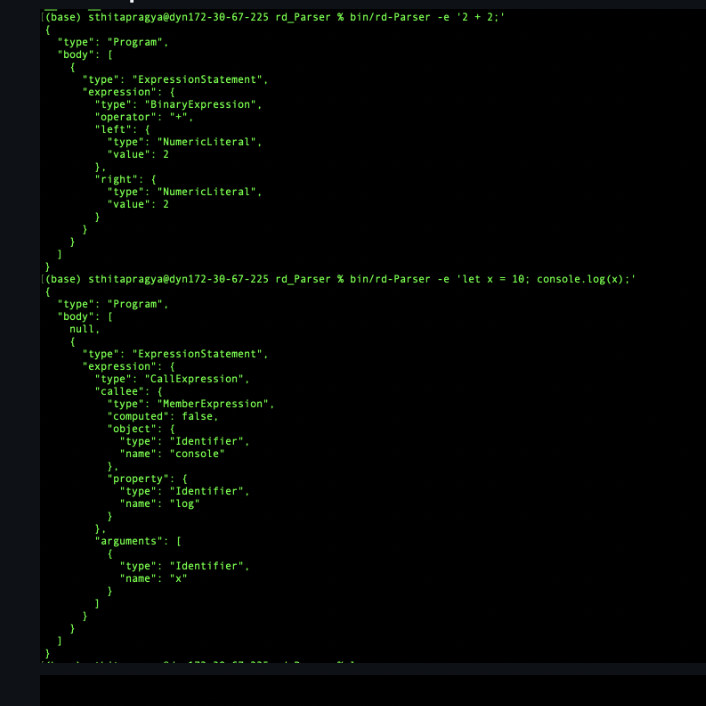 (base) sthitapragya@dyn172-30-67-225 rd_Parser % bin/rd-Parser -e '2 + 2;'
{
  "type": "Program",
  "body": [
    {
      "type": "ExpressionStatement",
      "expression": {
        "type": "BinaryExpression",
        "operator": "+",
        "left": {
          "type": "NumericLiteral",
          "value": 2
        },
        "right": {
          "type": "NumericLiteral",
          "value": 2
        }
      }
    }
  ]
}
(base) sthitapragya@dyn172-30-67-225 rd_Parser % bin/rd-Parser -e 'let x = 10; console.log(x);'
{
  "type": "Program",
  "body": [
    null,
    {
      "type": "ExpressionStatement",
      "expression": {
        "type": "CallExpression",
        "callee": {
          "type": "MemberExpression",
          "computed": false,
          "object": {
            "type": "Identifier",
            "name": "console"
          },
          "property": {
            "type": "Identifier",
            "name": "log"
          }
        },
        "arguments": [
          {
            "type": "Identifier",
            "name": "x"
          }
        ]
      }
    }
  ]
}